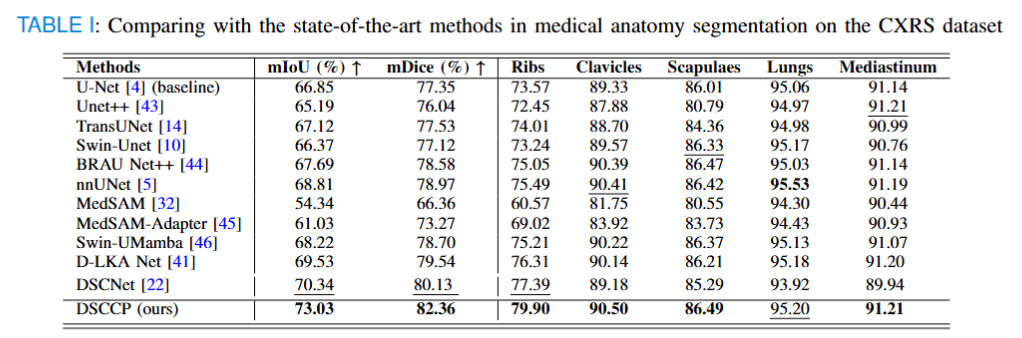 TABLE I: Comparing with the state-of-the-art methods in medical anatomy segmentation on the CXRS dataset
Methods mIoU (%) ↑ mDice (%) ↑ Ribs Clavicles Scapulaes Lungs Mediastinum
U-Net [4] (baseline) 66.85 77.35 73.57 89.33 86.01 95.06 91.14
Unet++ [43] 65.19 76.04 72.45 87.88 80.79 94.97 91.21
TransUNet [14] 67.12 77.53 74.01 88.70 84.36 94.98 90.99
Swin-Unet [10] 66.37 77.12 73.24 89.57 86.33 95.17 90.76
BRAU Net++ [44] 67.69 78.58 75.05 90.39 86.47 95.03 91.14
nnUNet [5] 68.81 78.97 75.49 90.41 86.42 95.53 91.19
MedSAM [32] 54.34 66.36 60.57 81.75 80.55 94.30 90.44
MedSAM-Adapter [45] 61.03 73.27 69.02 83.92 83.73 94.43 90.93
Swin-UMamba [46] 68.22 78.70 75.21 90.22 86.37 95.13 91.07
D-LKA Net [41] 69.53 79.54 76.31 90.14 86.21 95.18 91.20
DSCNet [22] 70.34 80.13 77.39 89.18 85.29 93.92 89.94
DSCCP (ours) 73.03 82.36 79.90 90.50 86.49 95.20 91.21